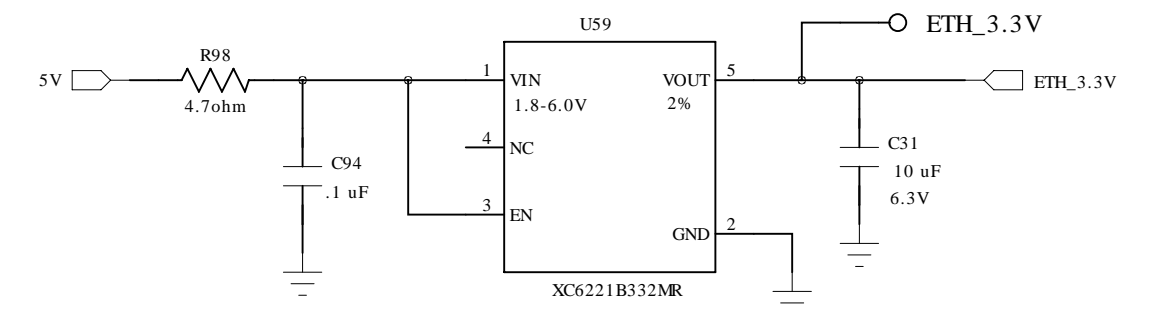 U59
ETH_3.3V
R98
5V
4.7ohm
1
VIN
1.8-6.0V
VOUT
2%
5
ETH_3.3V
4
NC
C94
.1 uF
C31
10 uF
6.3V
3
EN
GND
2
XC6221B332MR